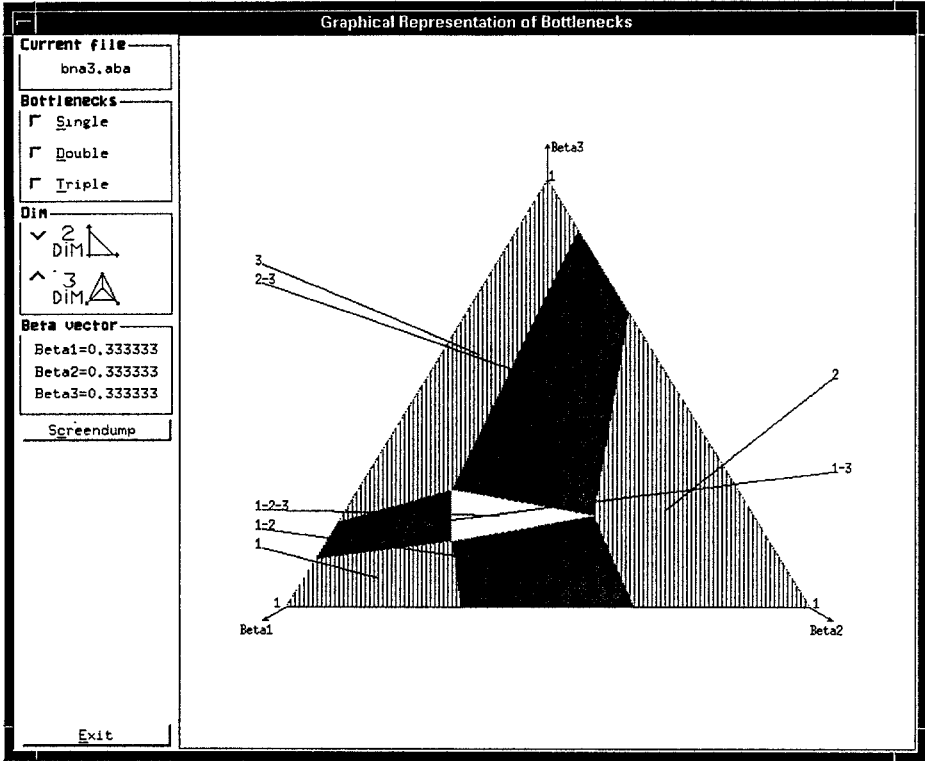 Graphical Representation of Bottlenecks
Current file
bna3.aba
Bottlenecks
Single
Double
Triple
Dim
2
DIM
3
DIM
Beta vector
Beta1=0.333333
Beta2=0.333333
Beta3=0.333333
Screendump
Exit
Beta3
1
3
2-3
2
1-3
1-2-3
1-2
1
1
1
Beta1
Beta2